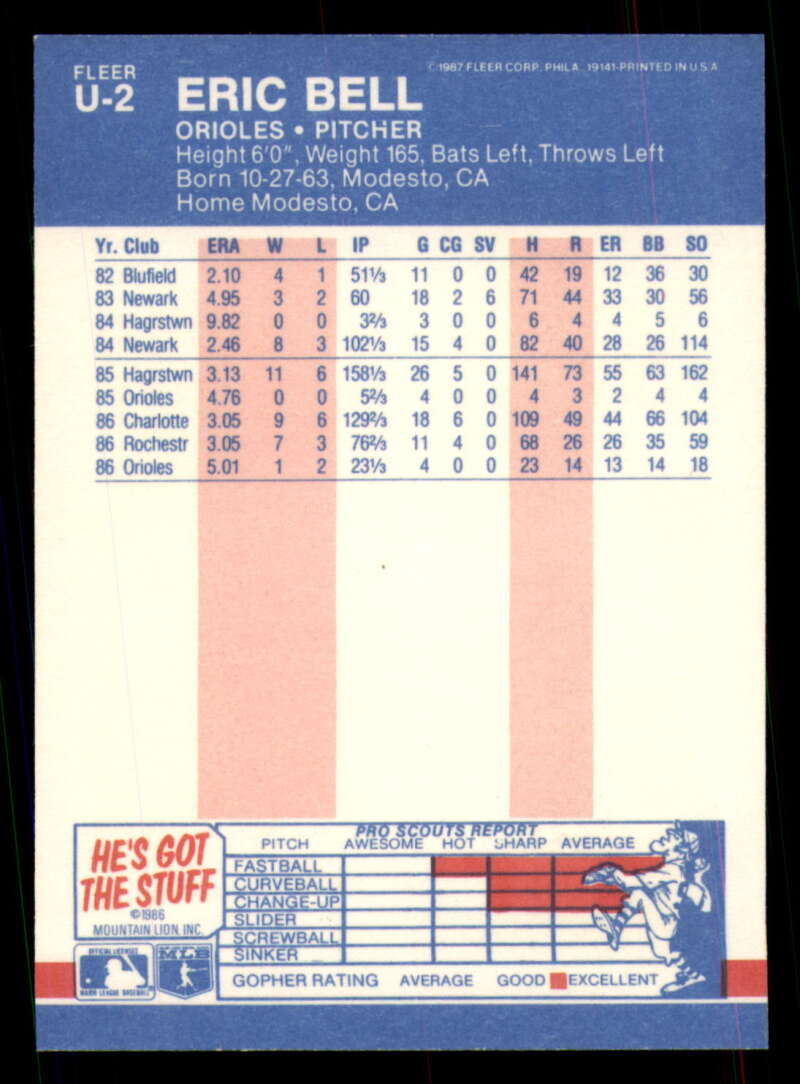 FLEER
U-2
©1987 FLEER CORP. PHILA. 19141-PRINTED IN U.S.A
ERIC BELL
ORIOLES • PITCHER
Height 6'0", Weight 165, Bats Left, Throws Left
Born 10-27-63, Modesto, CA
Home Modesto, CA
Yr. Club ERA W L IP G CG SV H R ER BB SO
82 Blufield 2.10 4 1 51⅓ 11 0 0 42 19 12 36 30
83 Newark 4.95 3 2 60 18 2 6 71 44 33 30 56
84 Hagrstwn 9.82 0 0 3⅔ 3 0 0 6 4 4 5 6
84 Newark 2.46 8 3 102⅓ 15 4 0 82 40 28 26 114
85 Hagrstwn 3.13 11 6 158⅓ 26 5 0 141 73 55 63 162
85 Orioles 4.76 0 0 5⅔ 4 0 0 4 3 2 4 4
86 Charlotte 3.05 9 6 129⅔ 18 6 0 109 49 44 66 104
86 Rochestr 3.05 7 3 76⅔ 11 4 0 68 26 26 35 59
86 Orioles 5.01 1 2 23⅓ 4 0 0 23 14 13 14 18
HE'S GOT
THE STUFF
©1986
MOUNTAIN LION, INC.
OFFICIAL LICENSEE
MAJOR LEAGUE BASEBALL
MLB
PRO SCOUTS REPORT
PITCH AWESOME HOT SHARP AVERAGE
FASTBALL
CURVEBALL
CHANGE-UP
SLIDER
SCREWBALL
SINKER
GOPHER RATING AVERAGE GOOD EXCELLENT